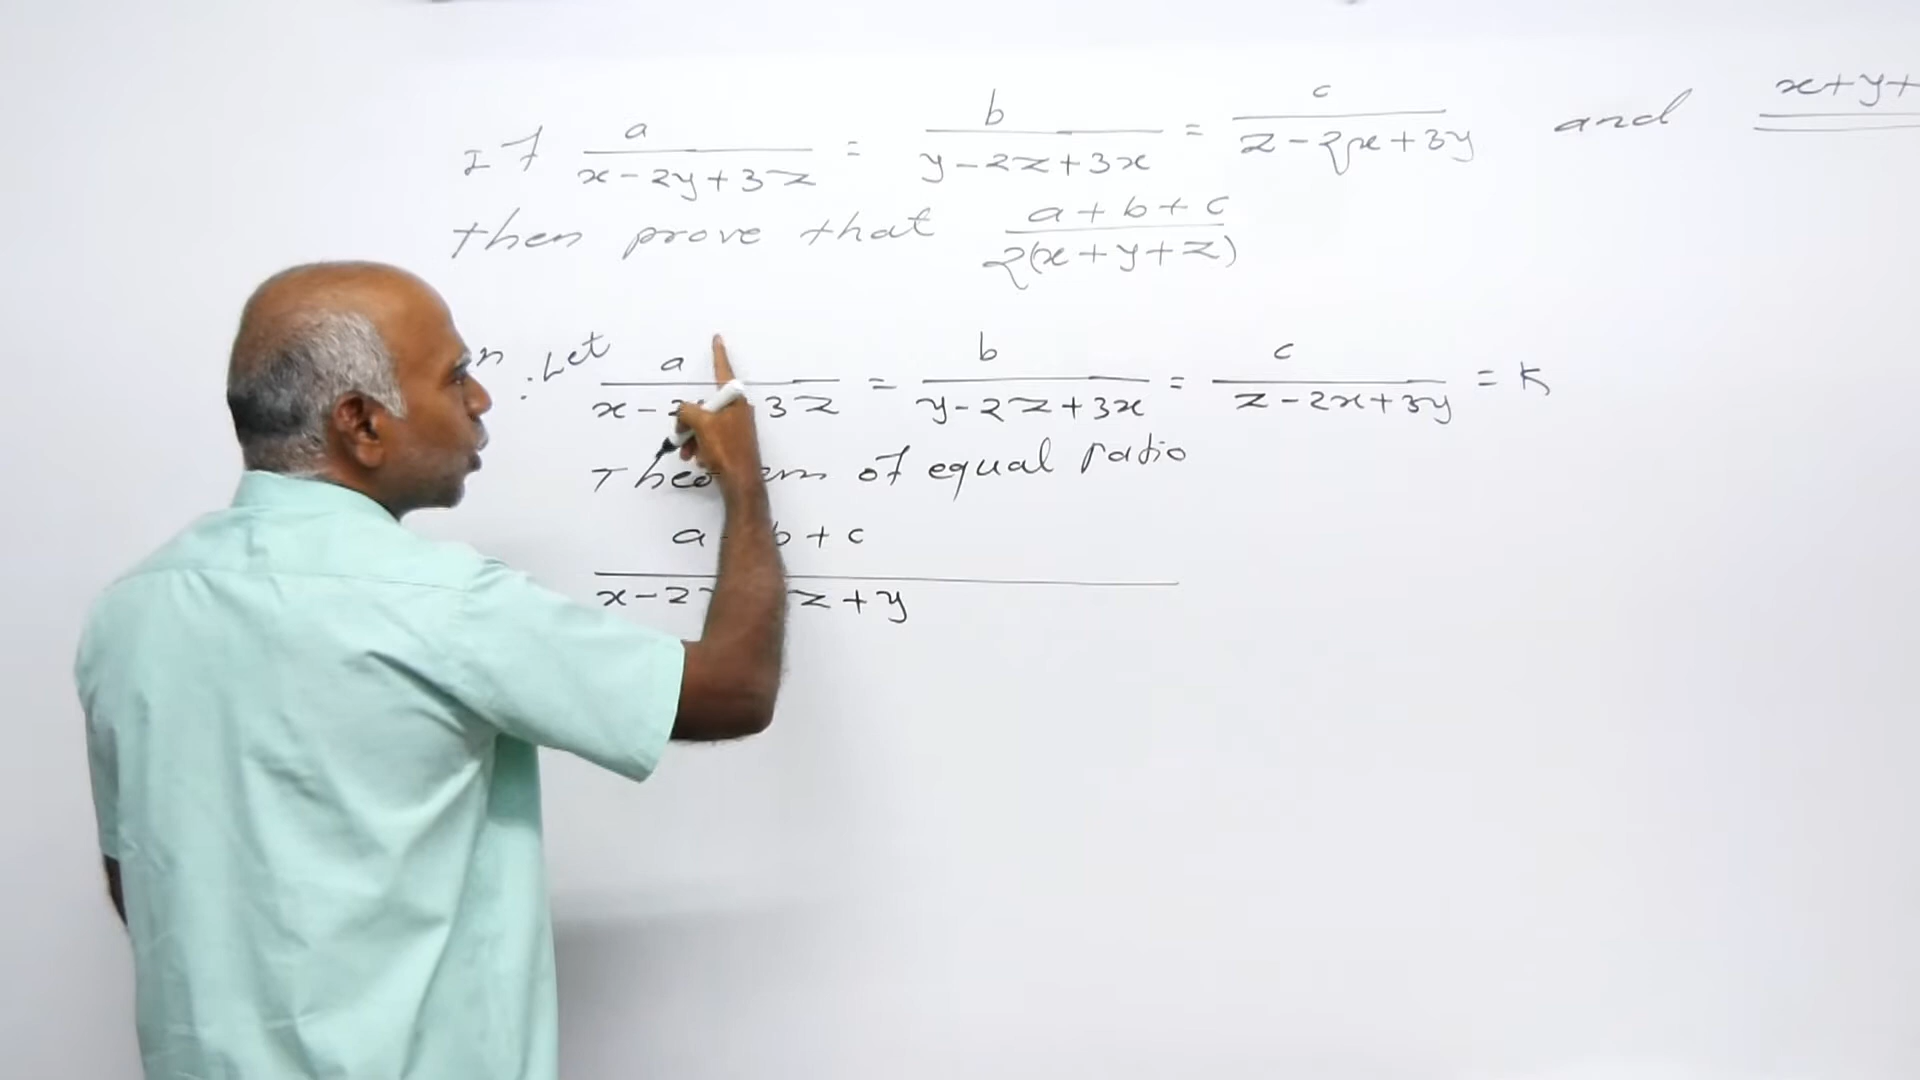 If a/(x-2y+3z) = b/(y-2z+3x) = c/(z-2x+3y) and x+y+
then prove that (a+b+c)/(2(x+y+z))
n : Let a/(x-2 3z) = b/(y-2z+3x) = c/(z-2x+3y) = K
of equal ratio
a b + c
x-2 z + y